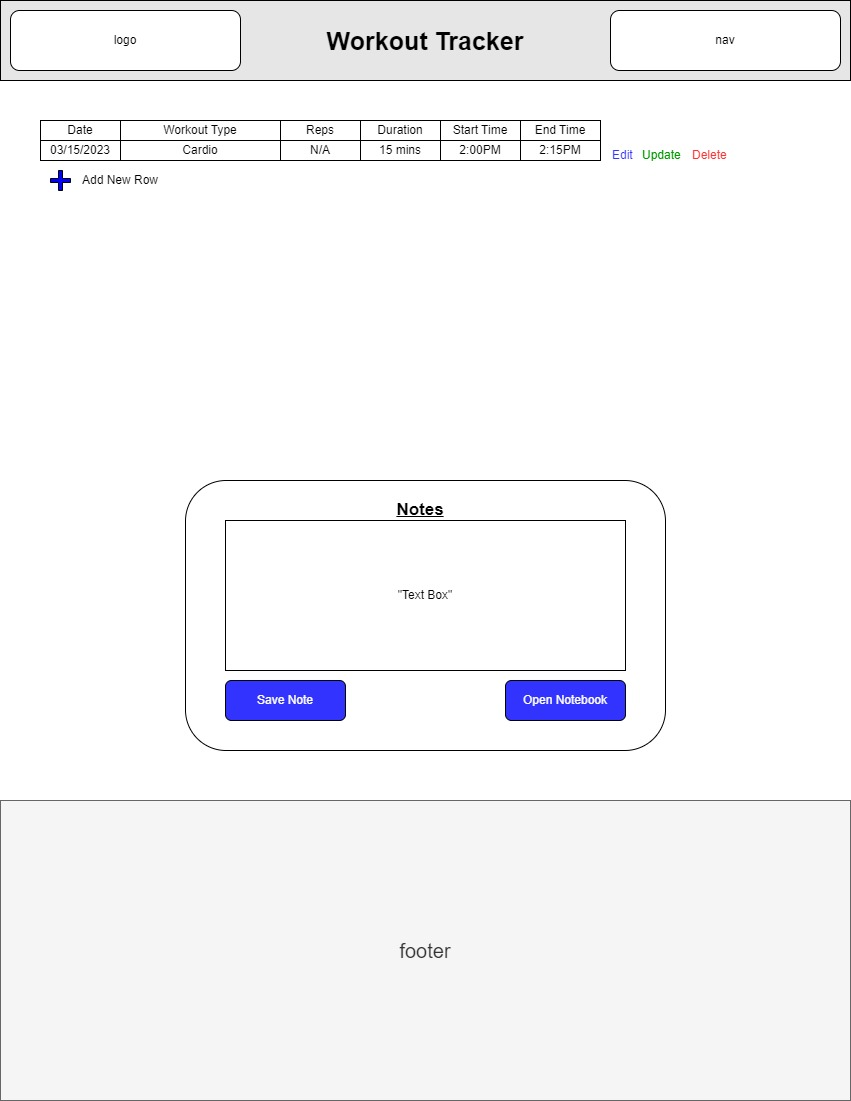 logo
Workout Tracker
nav
Date Workout Type Reps Duration Start Time End Time
03/15/2023 Cardio N/A 15 mins 2:00PM 2:15PM Edit Update Delete
Add New Row
Notes
"Text Box"
Save Note Open Notebook
footer